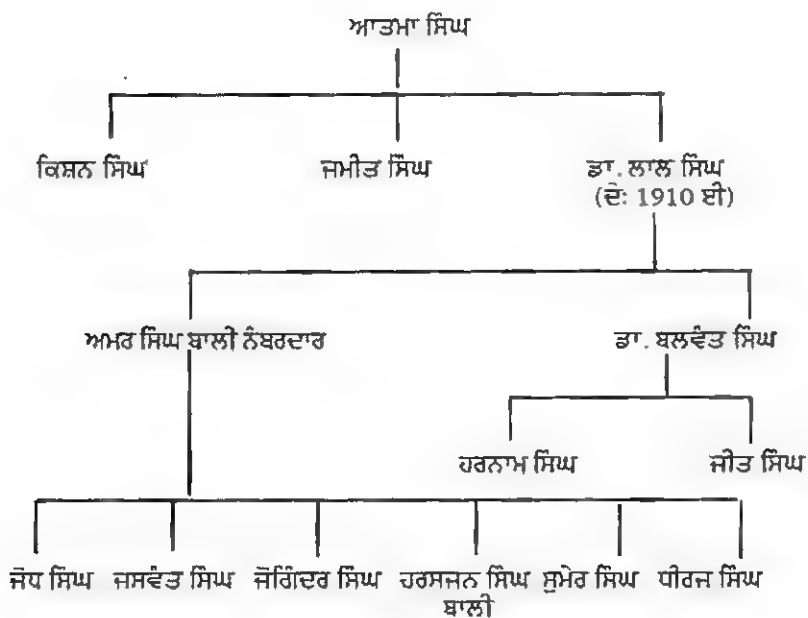 ਆਤਮਾ ਸਿੰਘ
ਕਿਸ਼ਨ ਸਿੰਘ ਜਮੀਤ ਸਿੰਘ ਡਾ. ਲਾਲ ਸਿੰਘ
(ਦੇ: 1910 ਈ)
ਅਮਰ ਸਿੰਘ ਬਾਲੀ ਨੰਬਰਦਾਰ ਡਾ. ਬਲਵੰਤ ਸਿੰਘ
ਹਰਨਾਮ ਸਿੰਘ ਜੀਤ ਸਿੰਘ
ਜੋਧ ਸਿੰਘ ਜਸਵੰਤ ਸਿੰਘ ਜੋਗਿੰਦਰ ਸਿੰਘ ਹਰਸਜਨ ਸਿੰਘ ਸੁਮੇਰ ਸਿੰਘ ਧੀਰਜ ਸਿੰਘ
ਬਾਲੀ